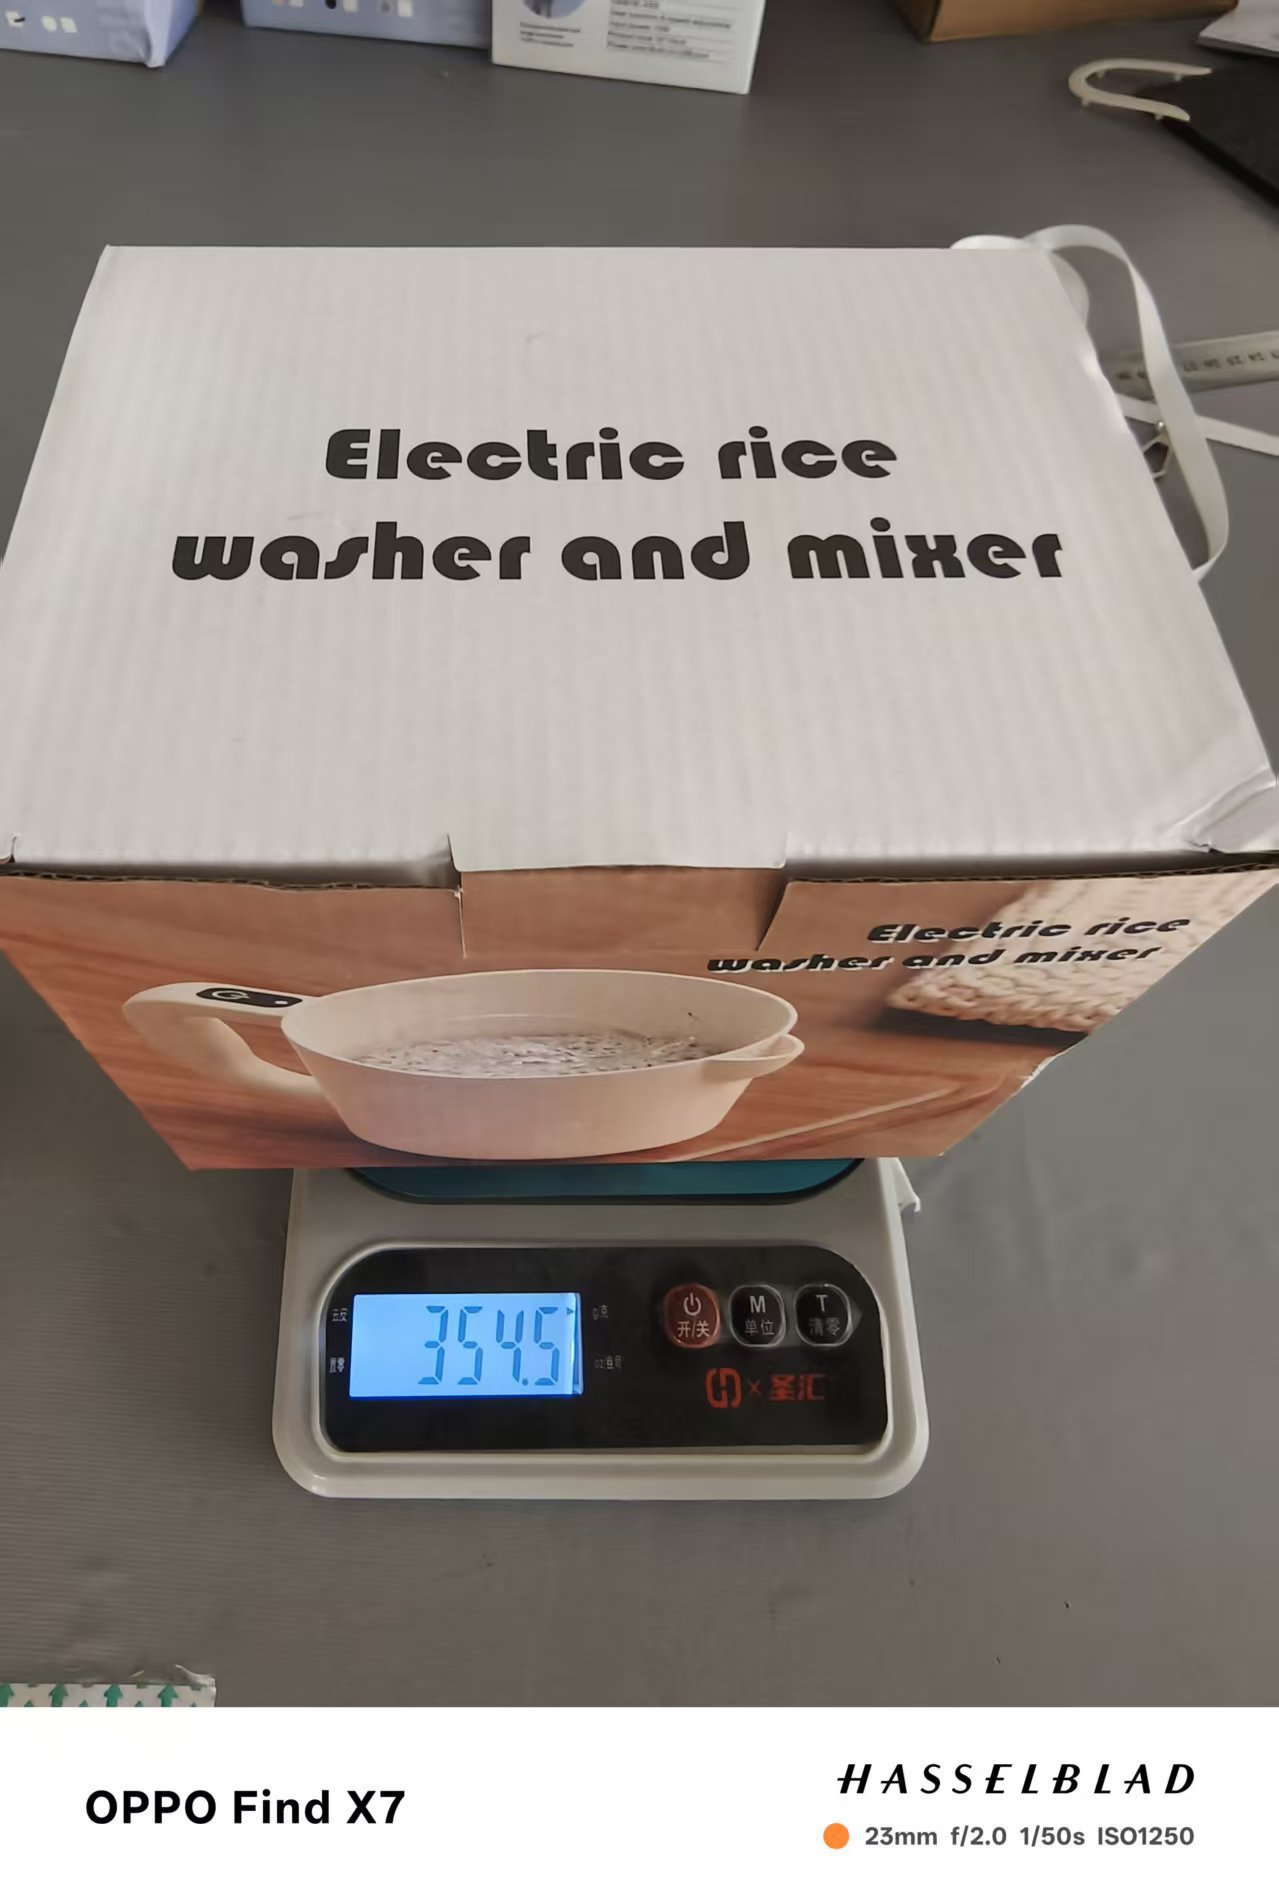 Electric rice
washer and mixer
Electric rice
washer and mixer
354.5
g/克
开/关
M
单位
T
清零
圣汇
OPPO Find X7
HASSELBLAD
23mm f/2.0 1/50s ISO1250